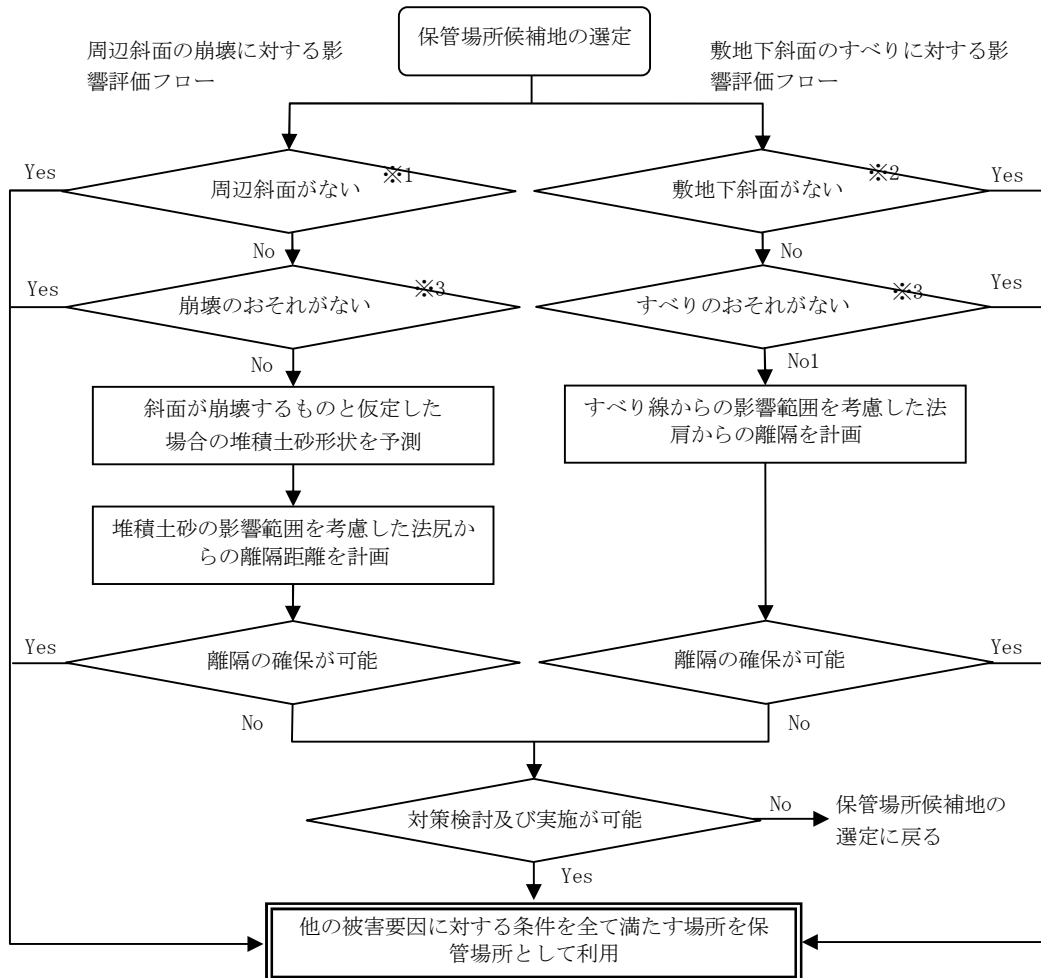 保管場所候補地の選定
周辺斜面の崩壊に対する影
響評価フロー
敷地下斜面のすべりに対する影
響評価フロー
Yes
周辺斜面がない
※1
敷地下斜面がない
※2
Yes
No
No
Yes
崩壊のおそれがない
※3
すべりのおそれがない
※3
Yes
No
No1
斜面が崩壊するものと仮定した
場合の堆積土砂形状を予測
すべり線からの影響範囲を考慮した法
肩からの離隔を計画
堆積土砂の影響範囲を考慮した法尻か
らの離隔距離を計画
Yes
離隔の確保が可能
離隔の確保が可能
Yes
No
No
対策検討及び実施が可能
No
保管場所候補地の
選定に戻る
Yes
他の被害要因に対する条件を全て満たす場所を保
管場所として利用